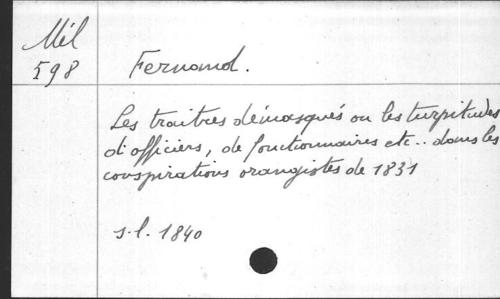 Mél
598
Fernand.
Les traitres démasqués ou les turpitudes
d'officiers, de fonctionnaires etc.. dans les
conspirations orangistes de 1831
s.l. 1840